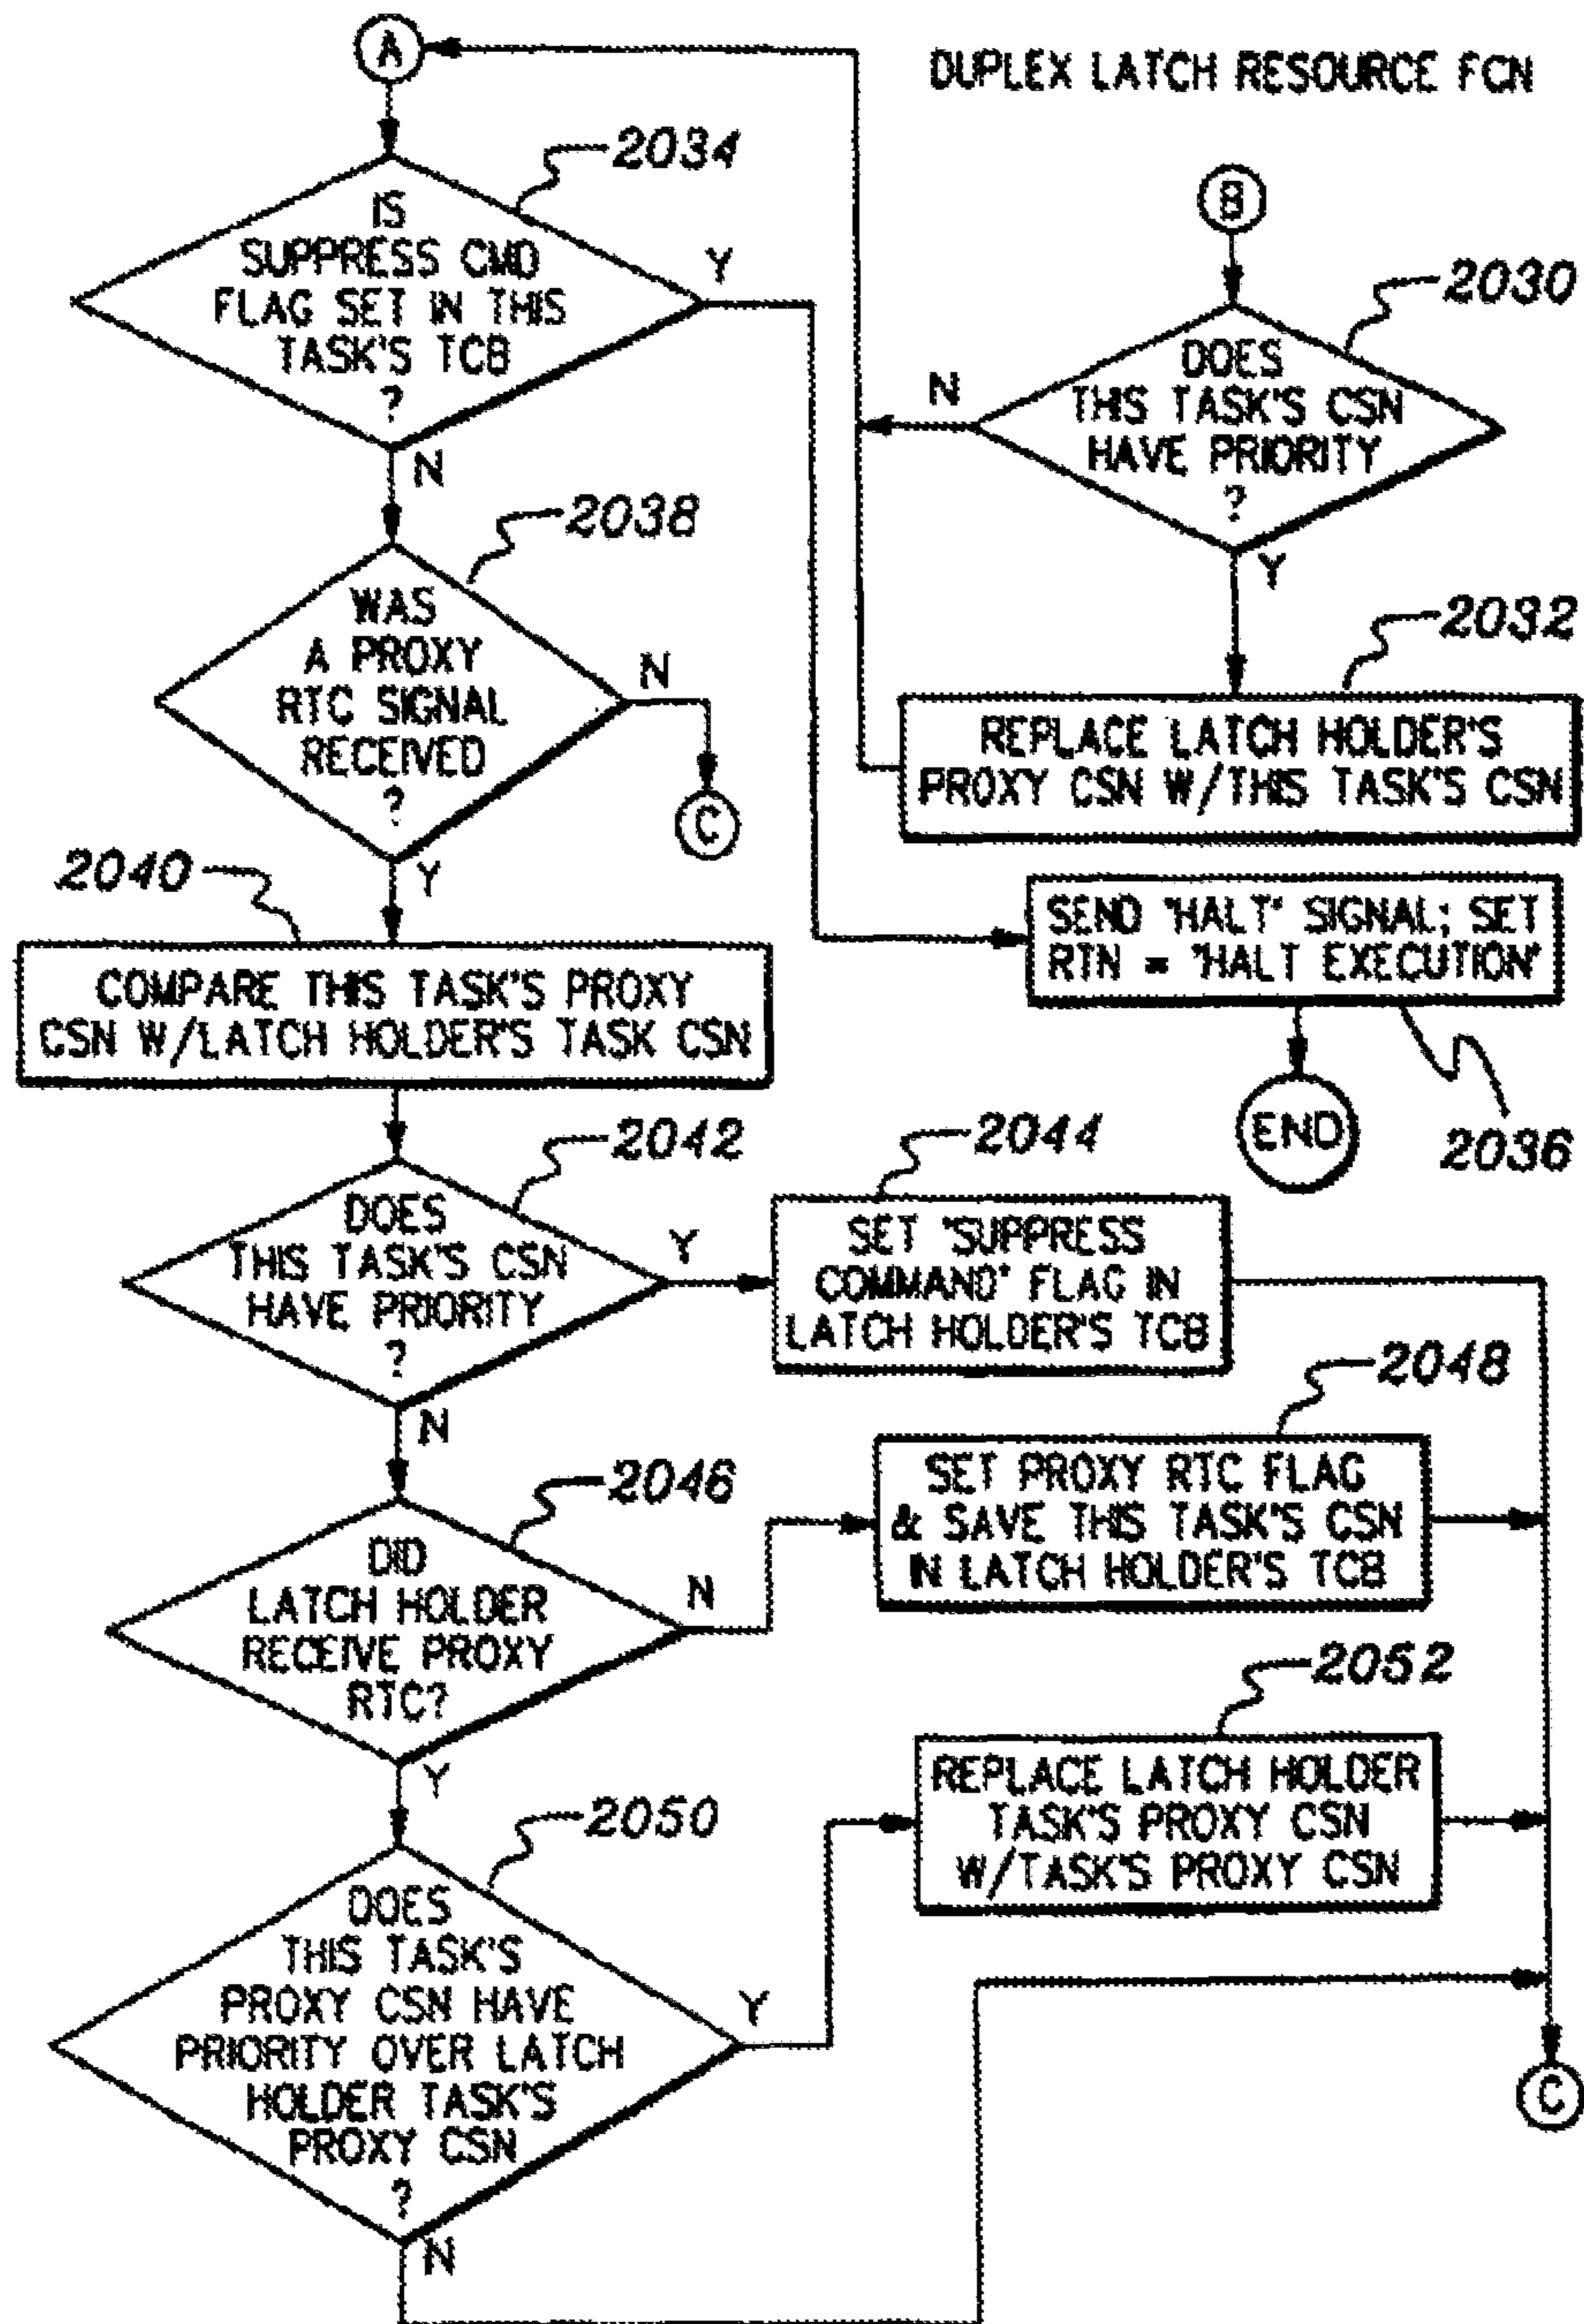 A
DUPLEX LATCH RESOURCE FCN
2034
IS
SUPPRESS CMD
FLAG SET IN THIS
TASK'S TCB
?
Y
N
B
2030
DOES
THIS TASK'S CSN
HAVE PRIORITY
?
N
Y
2038
WAS
A PROXY
RTC SIGNAL
RECEIVED
?
N
C
Y
2032
REPLACE LATCH HOLDER'S
PROXY CSN W/THIS TASK'S CSN
2040
COMPARE THIS TASK'S PROXY
CSN W/LATCH HOLDER'S TASK CSN
SEND "HALT" SIGNAL; SET
RTN = "HALT EXECUTION"
END
2036
2042
DOES
THIS TASK'S CSN
HAVE PRIORITY
?
Y
N
2044
SET "SUPPRESS
COMMAND" FLAG IN
LATCH HOLDER'S TCB
2046
DID
LATCH HOLDER
RECEIVE PROXY
RTC?
N
Y
2048
SET PROXY RTC FLAG
& SAVE THIS TASK'S CSN
IN LATCH HOLDER'S TCB
2050
DOES
THIS TASK'S
PROXY CSN HAVE
PRIORITY OVER LATCH
HOLDER TASK'S
PROXY CSN
?
Y
N
2052
REPLACE LATCH HOLDER
TASK'S PROXY CSN
W/TASK'S PROXY CSN
C